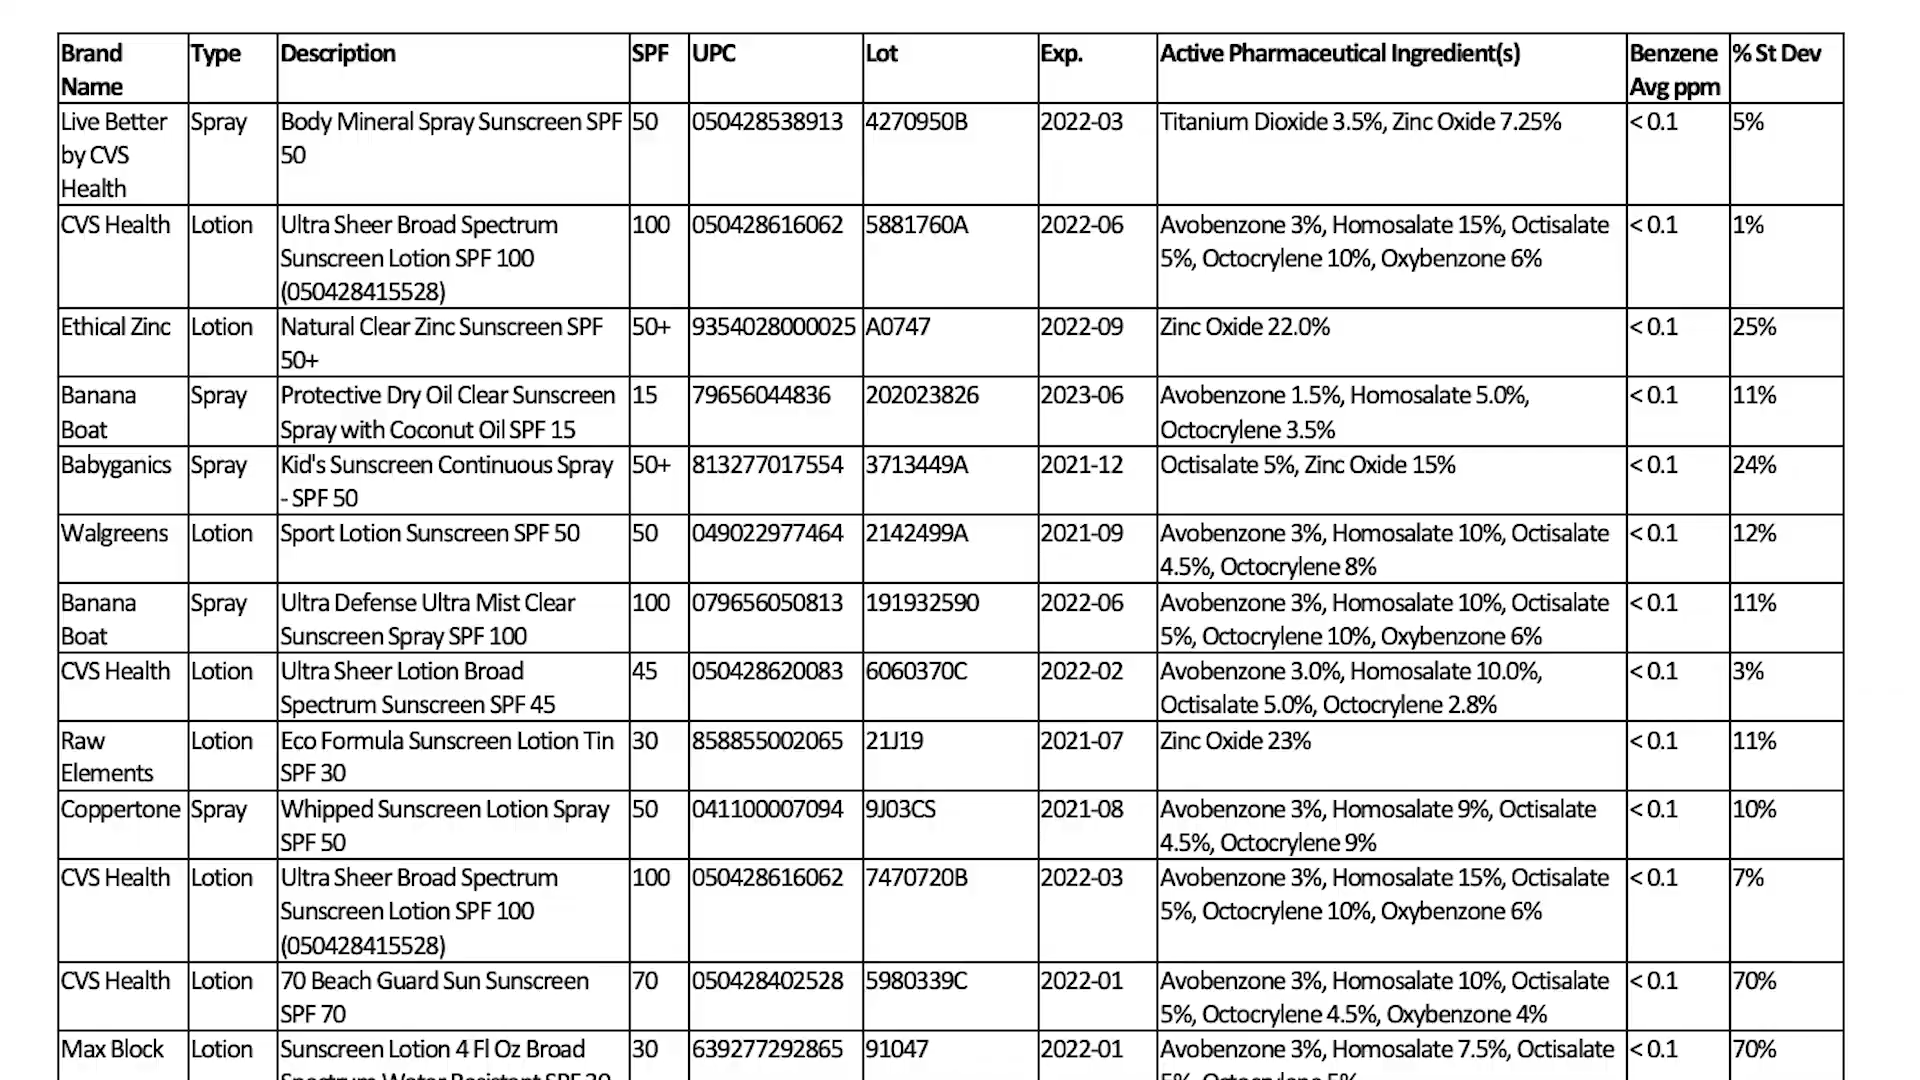 Brand Name Type Description SPF UPC Lot Exp. Active Pharmaceutical Ingredient(s) Benzene Avg ppm % St Dev
Live Better by CVS Health Spray Body Mineral Spray Sunscreen SPF 50 50 050428538913 4270950B 2022-03 Titanium Dioxide 3.5%, Zinc Oxide 7.25% < 0.1 5%
CVS Health Lotion Ultra Sheer Broad Spectrum Sunscreen Lotion SPF 100 (050428415528) 100 050428616062 5881760A 2022-06 Avobenzone 3%, Homosalate 15%, Octisalate 5%, Octocrylene 10%, Oxybenzone 6% < 0.1 1%
Ethical Zinc Lotion Natural Clear Zinc Sunscreen SPF 50+ 50+ 9354028000025 A0747 2022-09 Zinc Oxide 22.0% < 0.1 25%
Banana Boat Spray Protective Dry Oil Clear Sunscreen Spray with Coconut Oil SPF 15 15 79656044836 202023826 2023-06 Avobenzone 1.5%, Homosalate 5.0%, Octocrylene 3.5% < 0.1 11%
Babyganics Spray Kid's Sunscreen Continuous Spray - SPF 50 50+ 813277017554 3713449A 2021-12 Octisalate 5%, Zinc Oxide 15% < 0.1 24%
Walgreens Lotion Sport Lotion Sunscreen SPF 50 50 049022977464 2142499A 2021-09 Avobenzone 3%, Homosalate 10%, Octisalate 4.5%, Octocrylene 8% < 0.1 12%
Banana Boat Spray Ultra Defense Ultra Mist Clear Sunscreen Spray SPF 100 100 079656050813 191932590 2022-06 Avobenzone 3%, Homosalate 10%, Octisalate 5%, Octocrylene 10%, Oxybenzone 6% < 0.1 11%
CVS Health Lotion Ultra Sheer Lotion Broad Spectrum Sunscreen SPF 45 45 050428620083 6060370C 2022-02 Avobenzone 3.0%, Homosalate 10.0%, Octisalate 5.0%, Octocrylene 2.8% < 0.1 3%
Raw Elements Lotion Eco Formula Sunscreen Lotion Tin SPF 30 30 858855002065 21J19 2021-07 Zinc Oxide 23% < 0.1 11%
Coppertone Spray Whipped Sunscreen Lotion Spray SPF 50 50 041100007094 9J03CS 2021-08 Avobenzone 3%, Homosalate 9%, Octisalate 4.5%, Octocrylene 9% < 0.1 10%
CVS Health Lotion Ultra Sheer Broad Spectrum Sunscreen Lotion SPF 100 (050428415528) 100 050428616062 7470720B 2022-03 Avobenzone 3%, Homosalate 15%, Octisalate 5%, Octocrylene 10%, Oxybenzone 6% < 0.1 7%
CVS Health Lotion 70 Beach Guard Sun Sunscreen SPF 70 70 050428402528 5980339C 2022-01 Avobenzone 3%, Homosalate 10%, Octisalate 5%, Octocrylene 4.5%, Oxybenzone 4% < 0.1 70%
Max Block Lotion Sunscreen Lotion 4 Fl Oz Broad 30 639277292865 91047 2022-01 Avobenzone 3%, Homosalate 7.5%, Octisalate < 0.1 70%